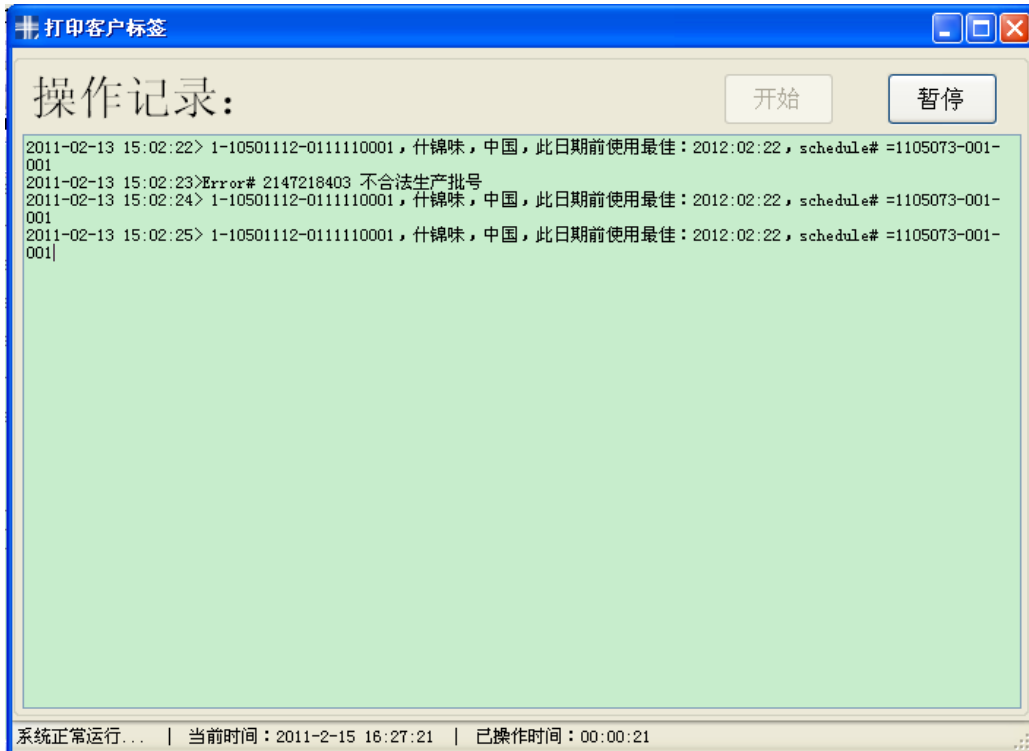 打印客户标签
操作记录：
开始
暂停
2011-02-13 15:02:22> 1-10501112-0111110001，什锦味，中国，此日期前使用最佳：2012:02:22，schedule# =1105073-001-
001
2011-02-13 15:02:23>Error# 2147218403 不合法生产批号
2011-02-13 15:02:24> 1-10501112-0111110001，什锦味，中国，此日期前使用最佳：2012:02:22，schedule# =1105073-001-
001
2011-02-13 15:02:25> 1-10501112-0111110001，什锦味，中国，此日期前使用最佳：2012:02:22，schedule# =1105073-001-
001
系统正常运行... | 当前时间：2011-2-15 16:27:21 | 已操作时间：00:00:21